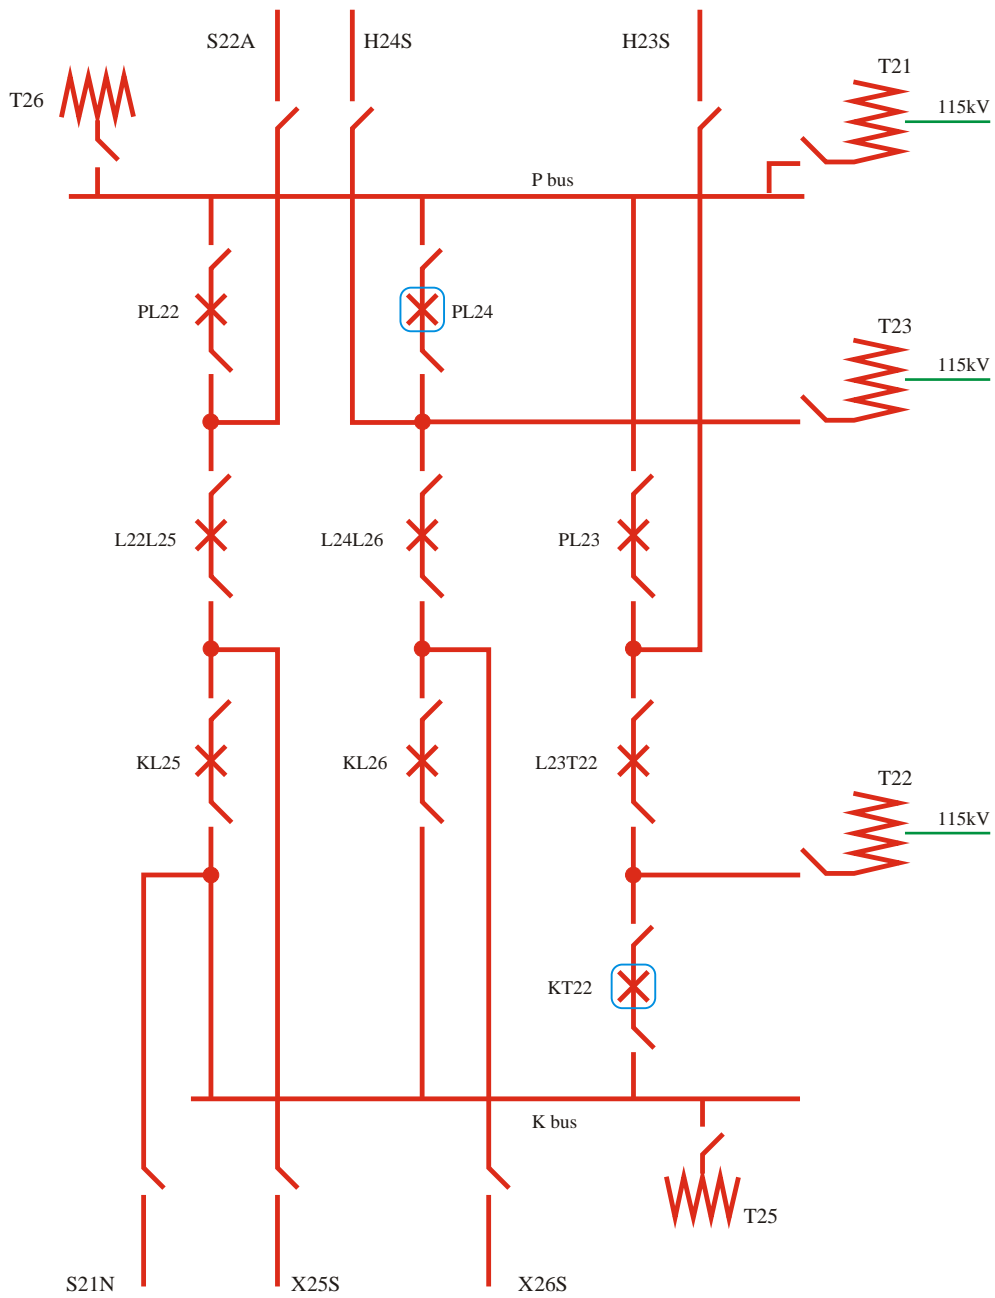 S22A
H24S
H23S
T21
T26
115kV
P bus
PL22
PL24
T23
115kV
L22L25
L24L26
PL23
KL25
KL26
L23T22
T22
115kV
KT22
K bus
T25
S21N
X25S
X26S